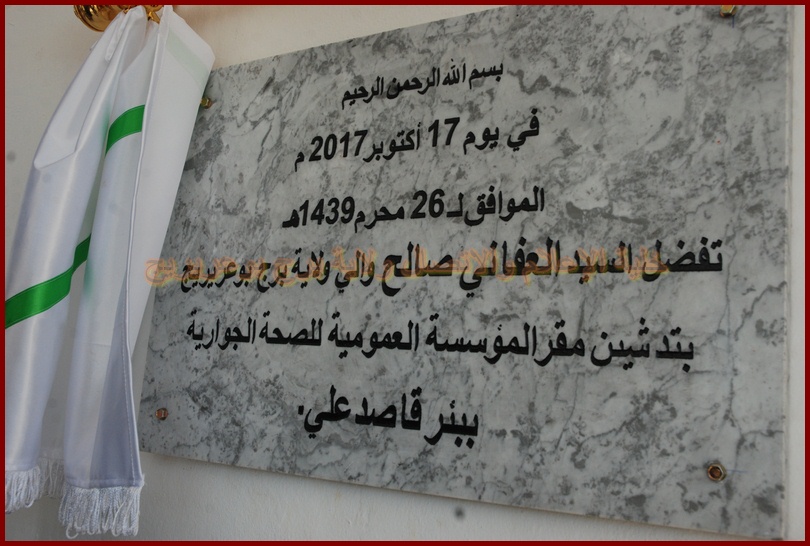 بسم الله الرحمن الرحيم
في يوم 17 أكتوبر 2017 م
الموافق لـ 26 محرم 1439هـ
تفضل السيد العفاني صالح والي ولاية برج بوعريريج
بتدشين مقر المؤسسة العمومية للصحة الجوارية
ببئر قاصد علي.